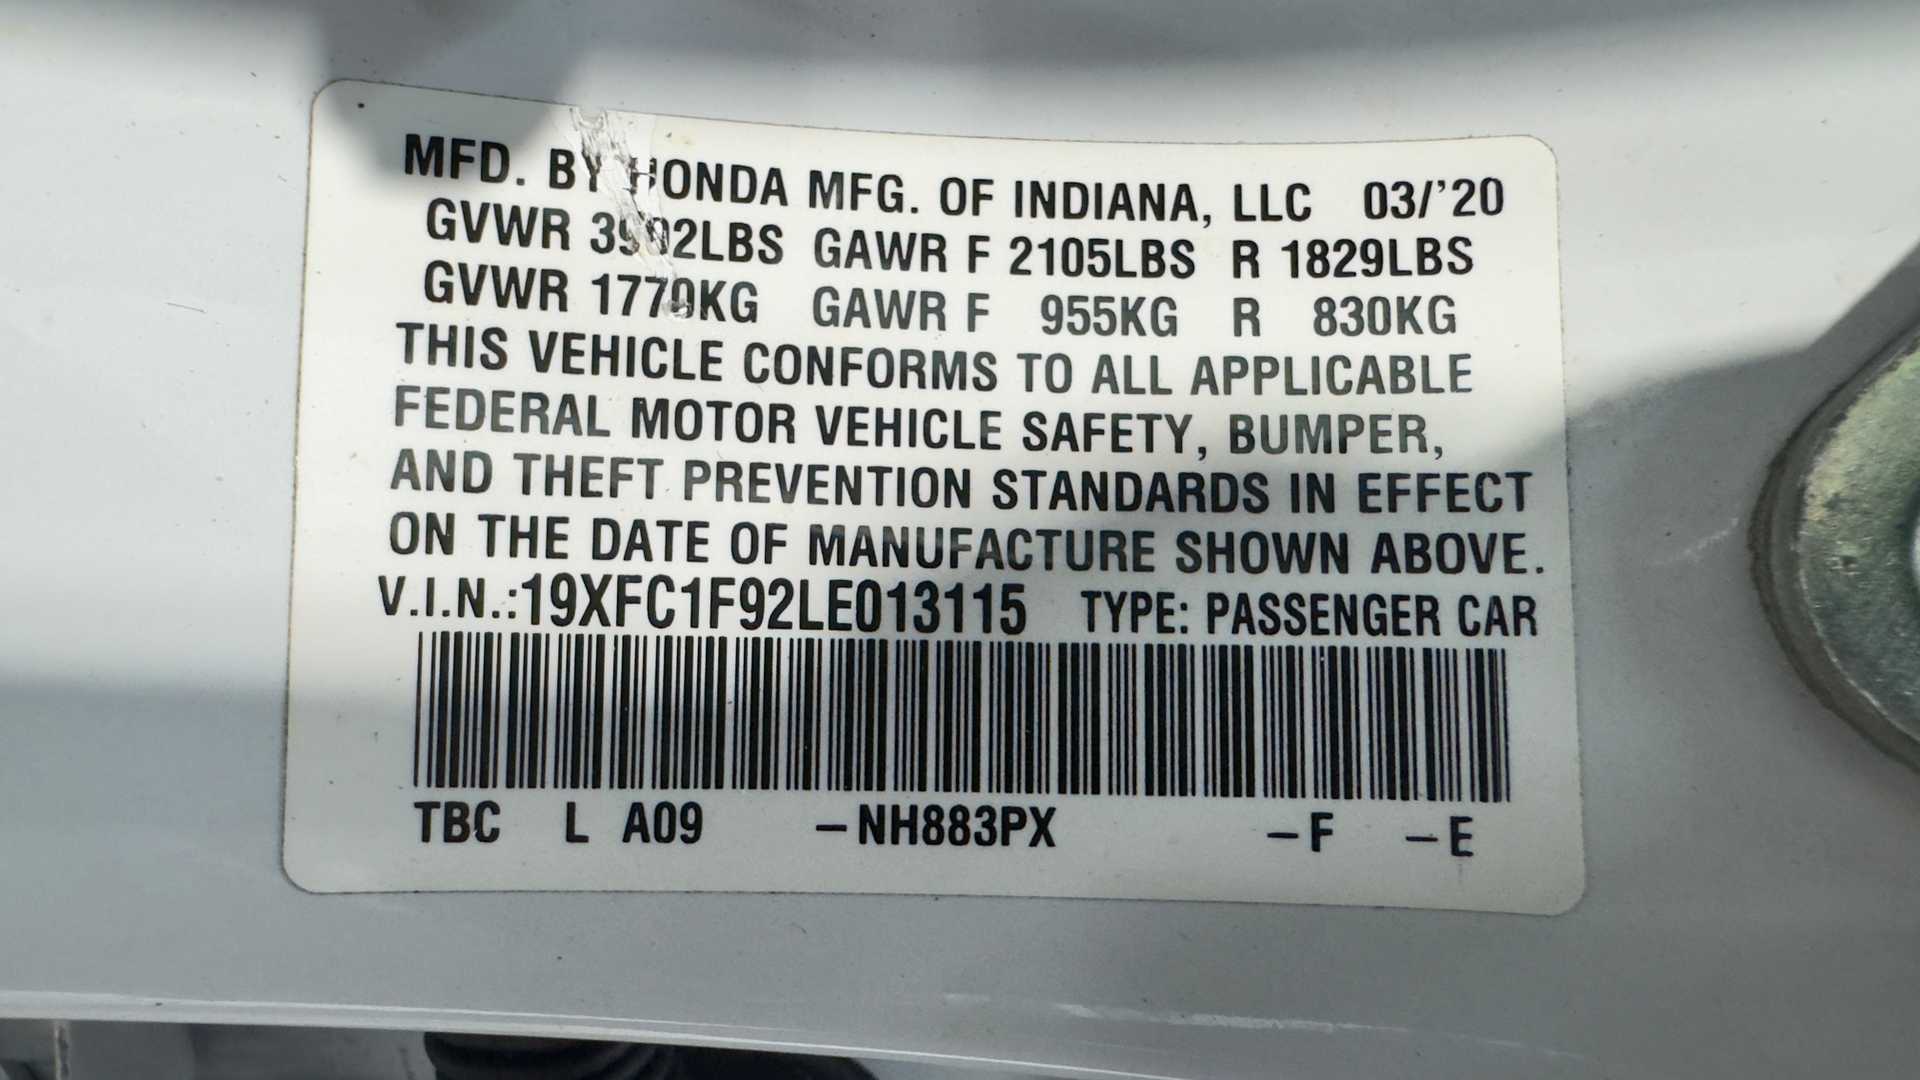 MFD. BY HONDA MFG. OF INDIANA, LLC 03/'20
GVWR 3902LBS GAWR F 2105LBS R 1829LBS
GVWR 1770KG GAWR F 955KG R 830KG
THIS VEHICLE CONFORMS TO ALL APPLICABLE
FEDERAL MOTOR VEHICLE SAFETY, BUMPER,
AND THEFT PREVENTION STANDARDS IN EFFECT
ON THE DATE OF MANUFACTURE SHOWN ABOVE.
V.I.N.:19XFC1F92LE013115 TYPE: PASSENGER CAR
TBC L A09 –NH883PX –F –E